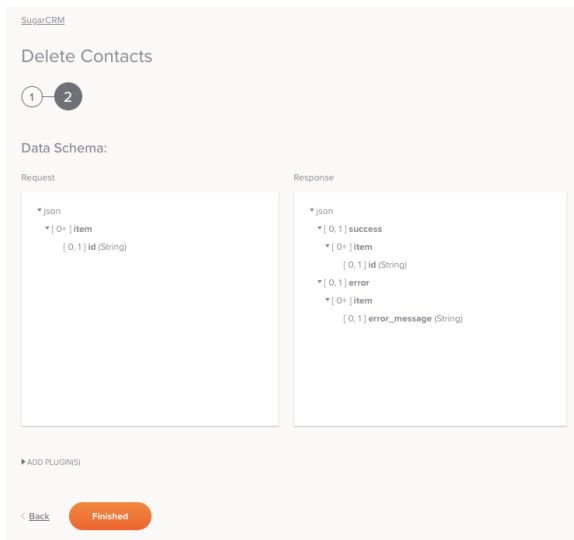 SugarCRM
Delete Contacts
1 2
Data Schema:
Request
json
[ 0+ ] item
[ 0, 1 ] id (String)
Response
json
[ 0, 1 ] success
[ 0+ ] item
[ 0, 1 ] id (String)
[ 0, 1 ] error
[ 0+ ] item
[ 0, 1 ] error_message (String)
ADD PLUGIN(S)
< Back
Finished